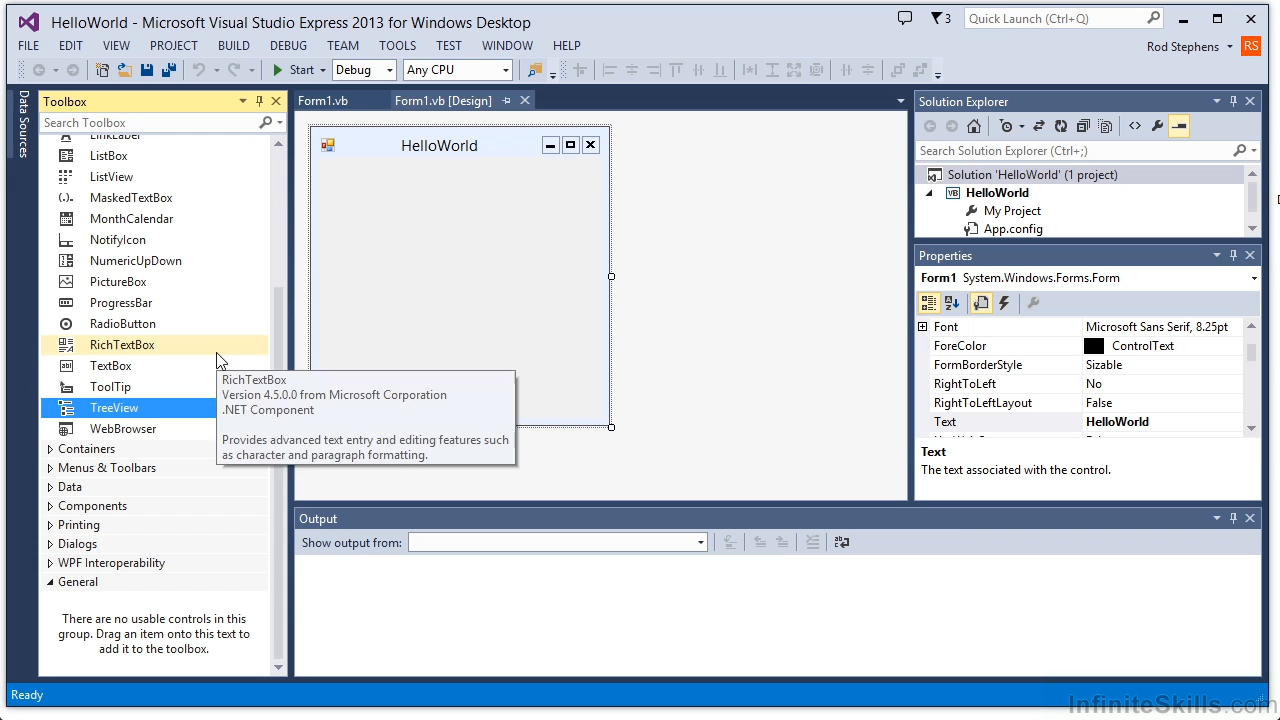 HelloWorld - Microsoft Visual Studio Express 2013 for Windows Desktop
3
Quick Launch (Ctrl+Q)
FILE EDIT VIEW PROJECT BUILD DEBUG TEAM TOOLS TEST WINDOW HELP
Rod Stephens RS
Start Debug Any CPU
Data Sources
Toolbox
Search Toolbox
LinkLabel
ListBox
ListView
MaskedTextBox
MonthCalendar
NotifyIcon
NumericUpDown
PictureBox
ProgressBar
RadioButton
RichTextBox
TextBox
ToolTip
TreeView
WebBrowser
Containers
Menus & Toolbars
Data
Components
Printing
Dialogs
WPF Interoperability
General
There are no usable controls in this
group. Drag an item onto this text to
add it to the toolbox.
Form1.vb Form1.vb [Design]
HelloWorld
RichTextBox
Version 4.5.0.0 from Microsoft Corporation
.NET Component
Provides advanced text entry and editing features such
as character and paragraph formatting.
Output
Show output from:
Solution Explorer
Search Solution Explorer (Ctrl+;)
Solution 'HelloWorld' (1 project)
VB HelloWorld
My Project
App.config
Properties
Form1 System.Windows.Forms.Form
Font Microsoft Sans Serif, 8.25pt
ForeColor ControlText
FormBorderStyle Sizable
RightToLeft No
RightToLeftLayout False
Text HelloWorld
Text
The text associated with the control.
Ready
InfiniteSkills.com